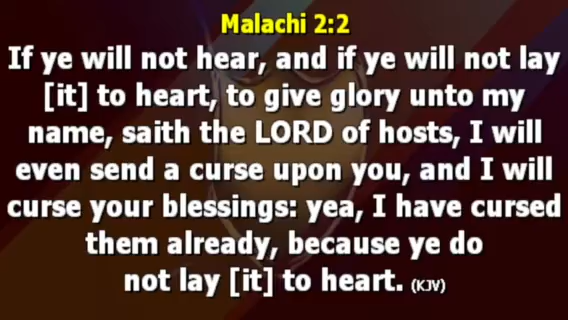 Malachi 2:2
If ye will not hear, and if ye will not lay
[it] to heart, to give glory unto my
name, saith the LORD of hosts, I will
even send a curse upon you, and I will
curse your blessings: yea, I have cursed
them already, because ye do
not lay [it] to heart. (KJV)